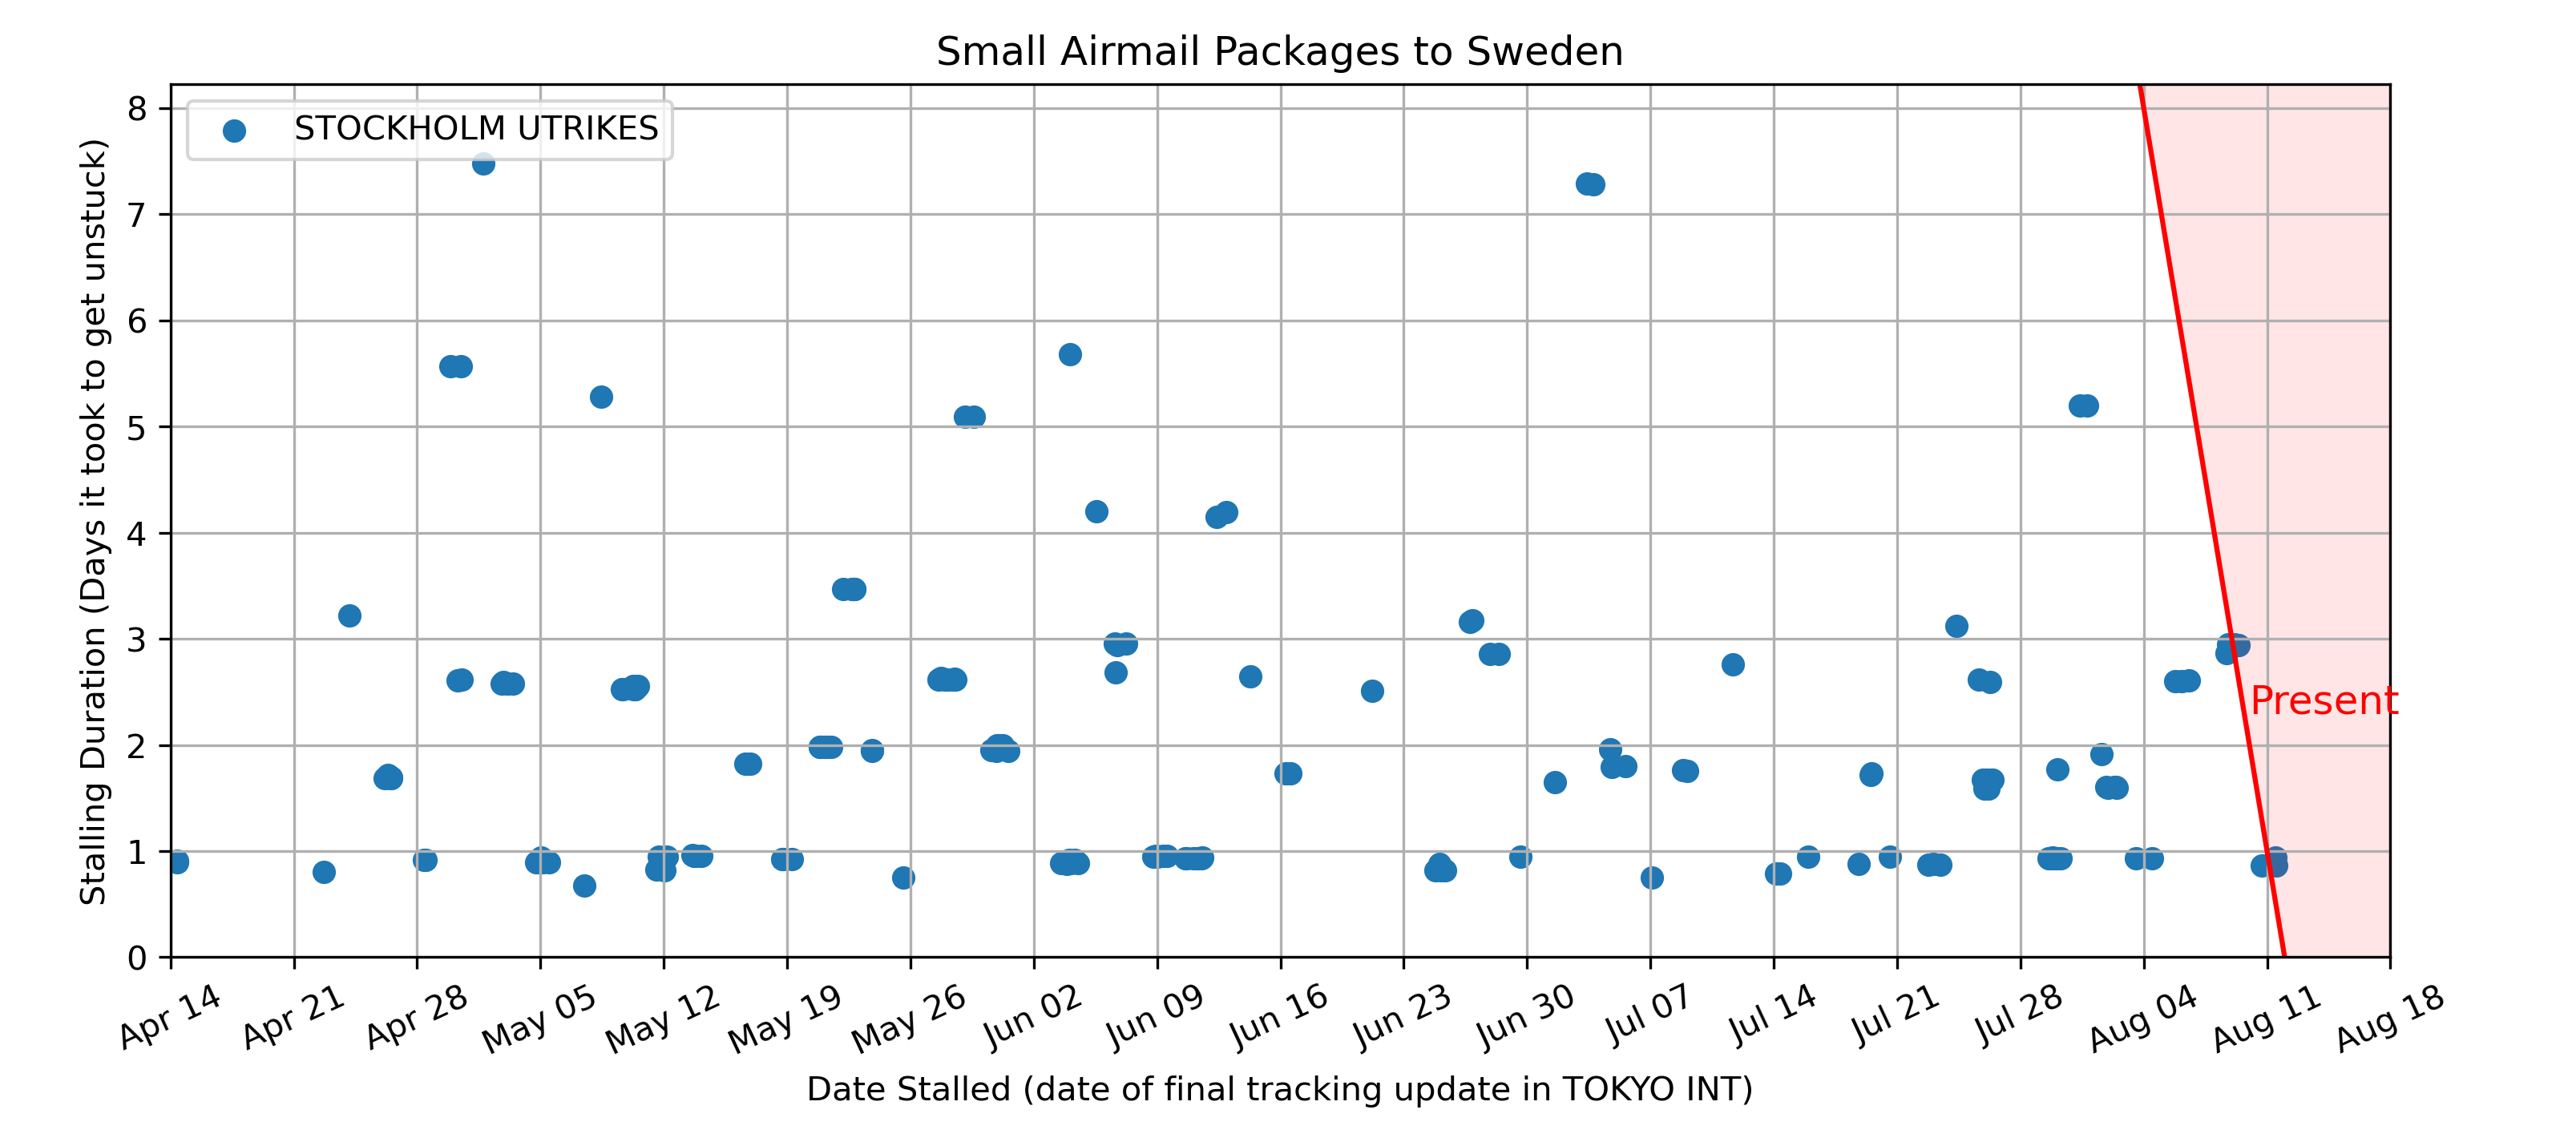 Small Airmail Packages to Sweden
STOCKHOLM UTRIKES
Stalling Duration (Days it took to get unstuck)
8
7
6
5
4
3
2
1
0
Present
Apr 14
Apr 21
Apr 28
May 05
May 12
May 19
May 26
Jun 02
Jun 09
Jun 16
Jun 23
Jun 30
Jul 07
Jul 14
Jul 21
Jul 28
Aug 04
Aug 11
Aug 18
Date Stalled (date of final tracking update in TOKYO INT)